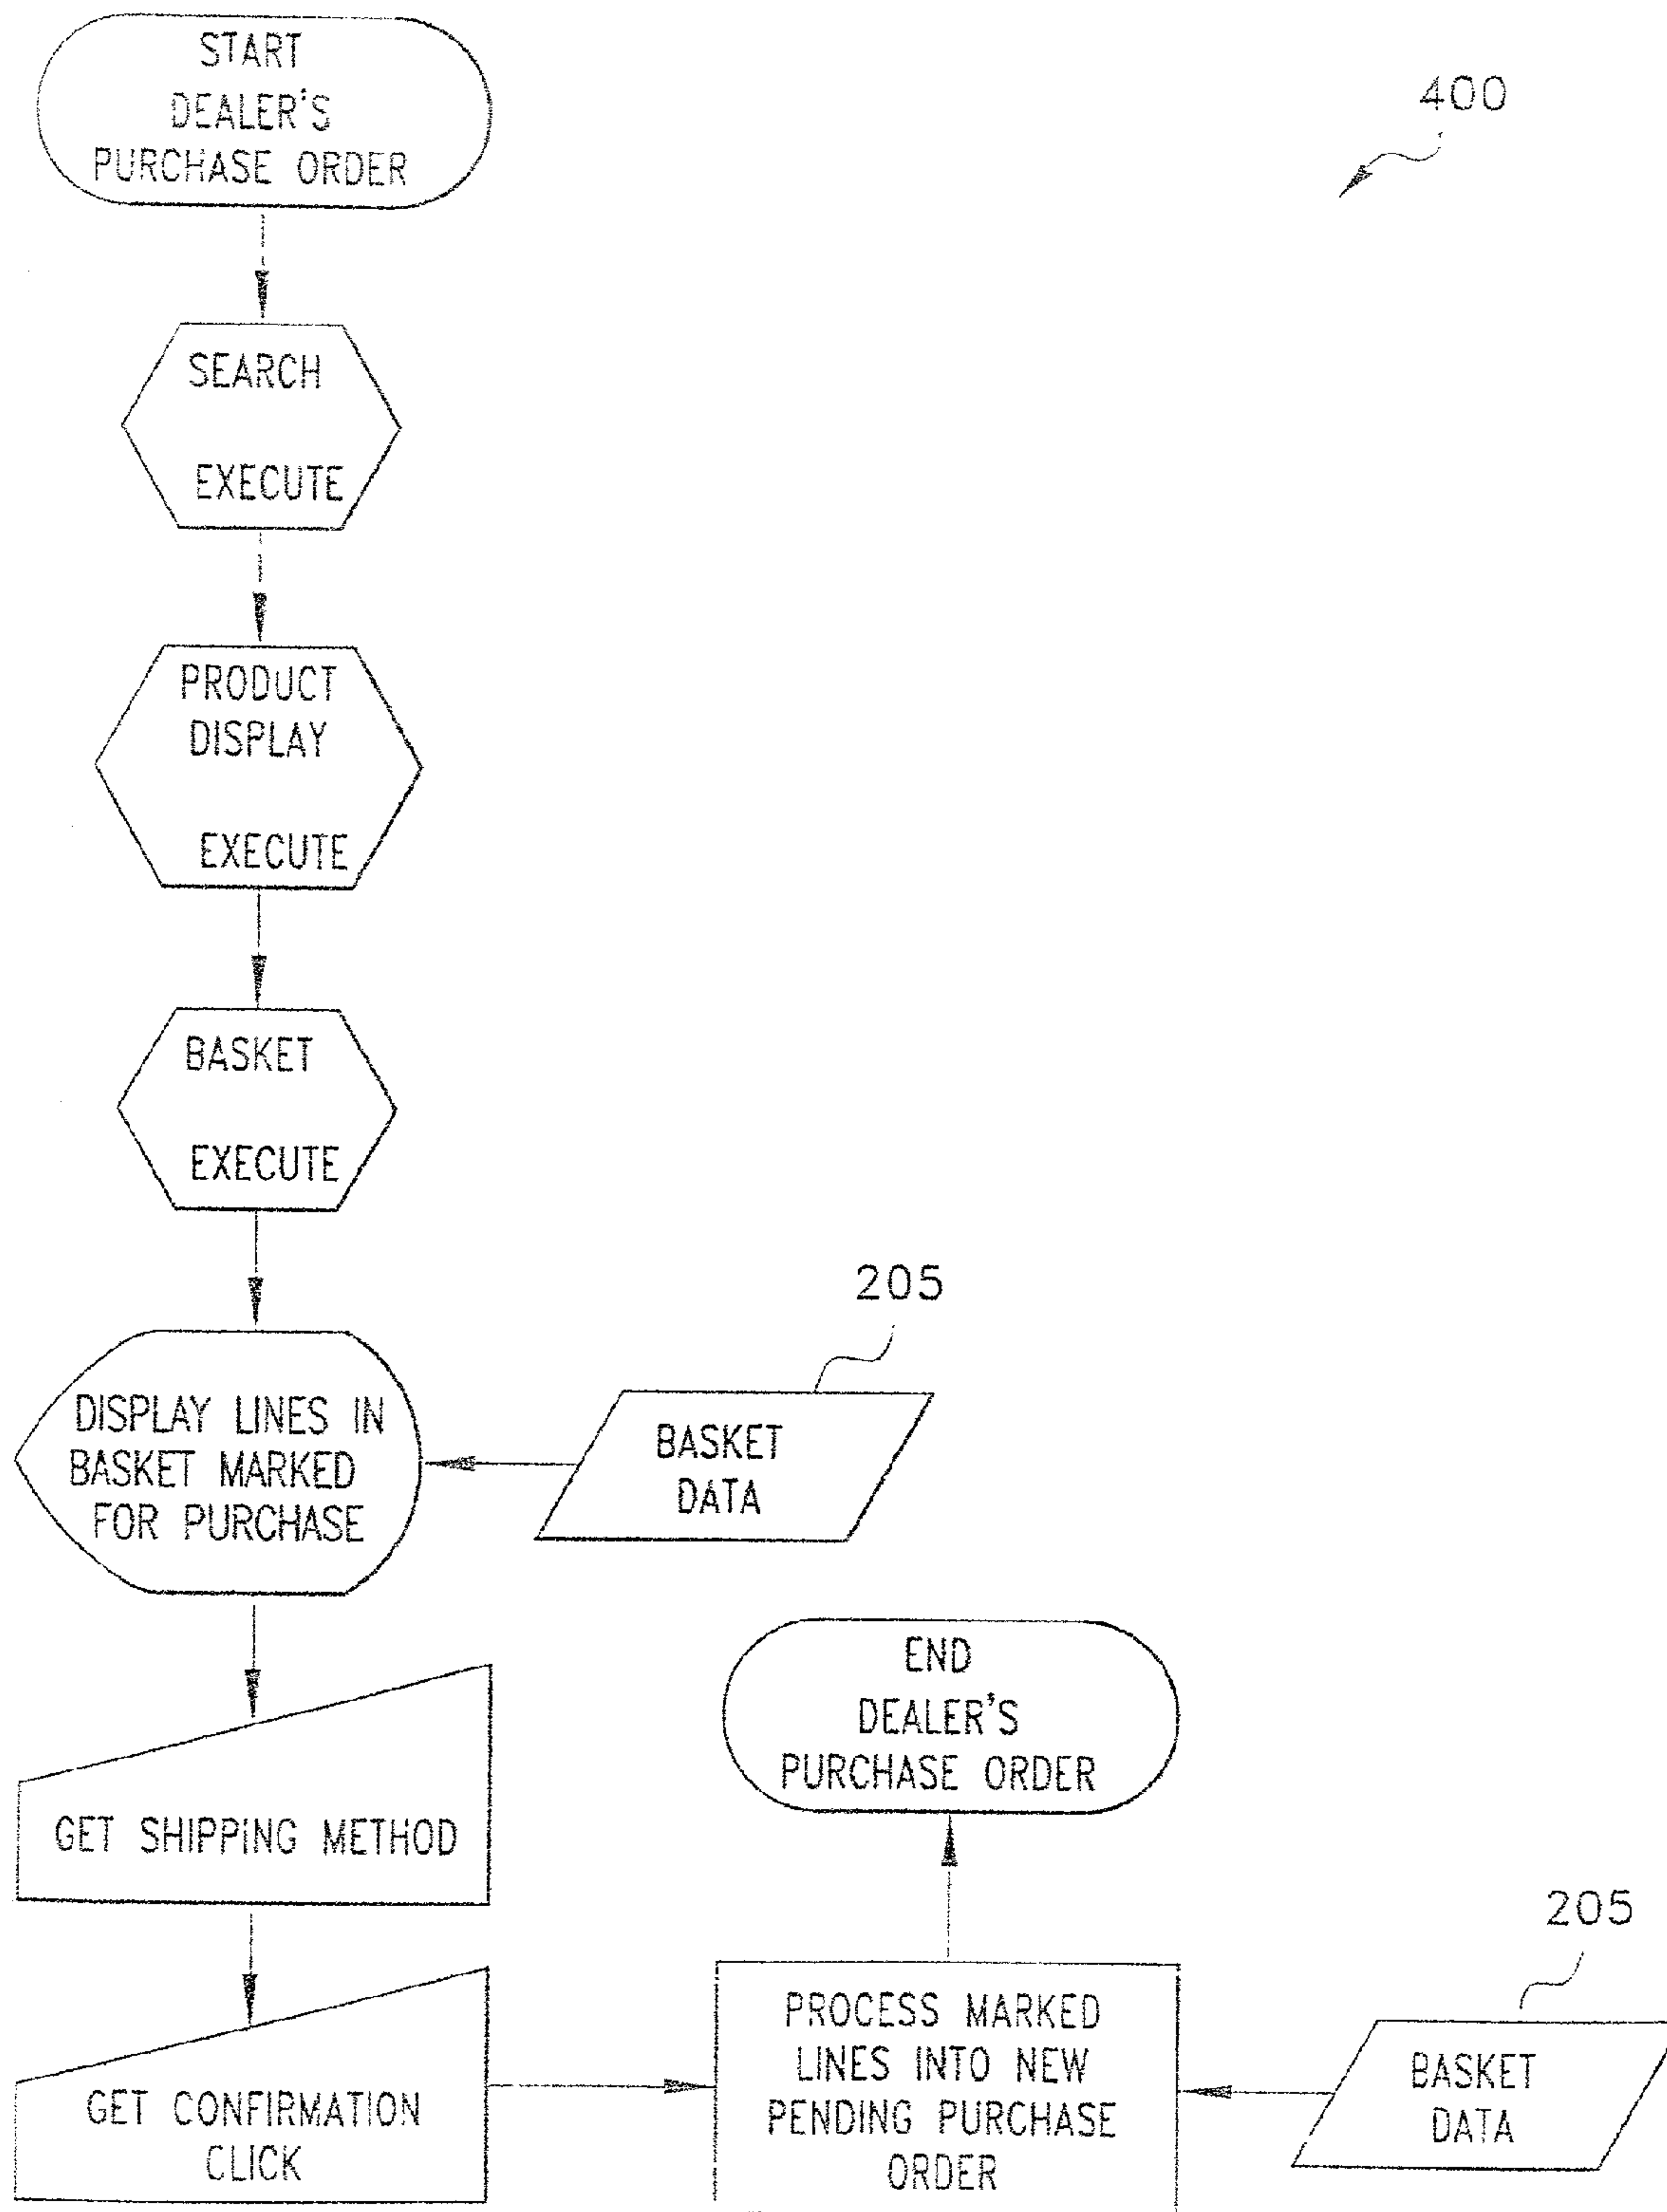 START
DEALER'S
PURCHASE ORDER
400
SEARCH
EXECUTE
PRODUCT
DISPLAY
EXECUTE
BASKET
EXECUTE
205
DISPLAY LINES IN
BASKET MARKED
FOR PURCHASE
BASKET
DATA
END
DEALER'S
PURCHASE ORDER
GET SHIPPING METHOD
205
GET CONFIRMATION
CLICK
PROCESS MARKED
LINES INTO NEW
PENDING PURCHASE
ORDER
BASKET
DATA